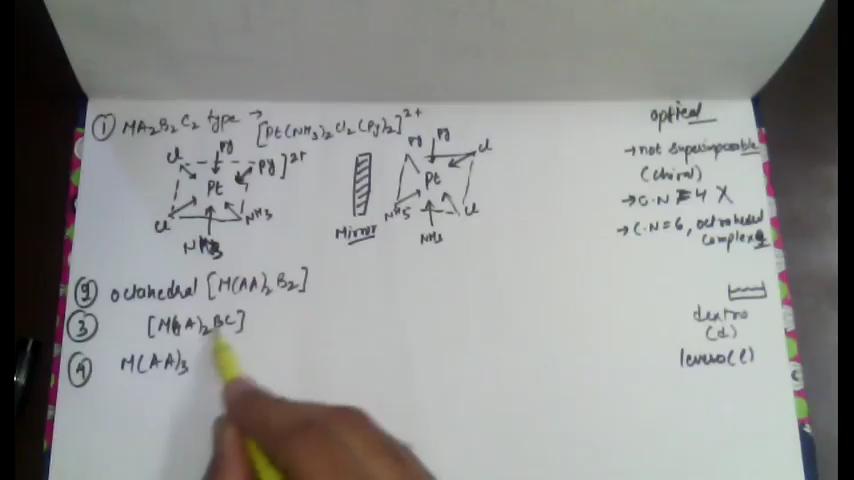 ① MA2B2C2 type → [Pt(NH3)2Cl2(Py)2]2+
Cl Py Py]2+
Pt
Cl NH3
NH3
Mirror
Py Py Cl
Pt
NH3 Cl
NH3
② octahedral [M(AA)2B2]
③ [M(AA)2BC]
④ M(AA)3
optical
→ not superimposable
(chiral)
→ C.N = 4 X
→ C.N = 6, octahedral
complexes
dextro
(d)
leveso(l)